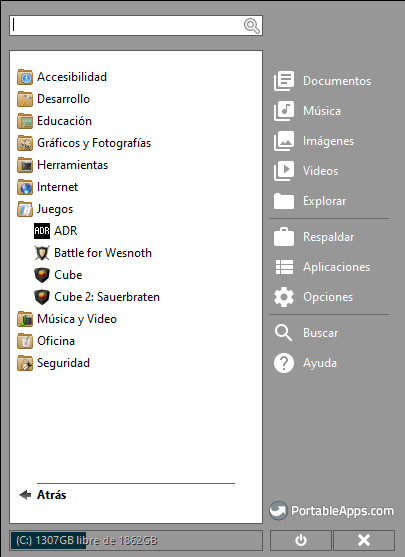 Accesibilidad
Desarrollo
Educación
Gráficos y Fotografías
Herramientas
Internet
Juegos
ADR
ADR
Battle for Wesnoth
Cube
Cube 2: Sauerbraten
Música y Video
Oficina
Seguridad
Atrás
(C:) 1307GB libre de 1862GB
Documentos
Música
Imágenes
Videos
Explorar
Respaldar
Aplicaciones
Opciones
Buscar
Ayuda
PortableApps.com